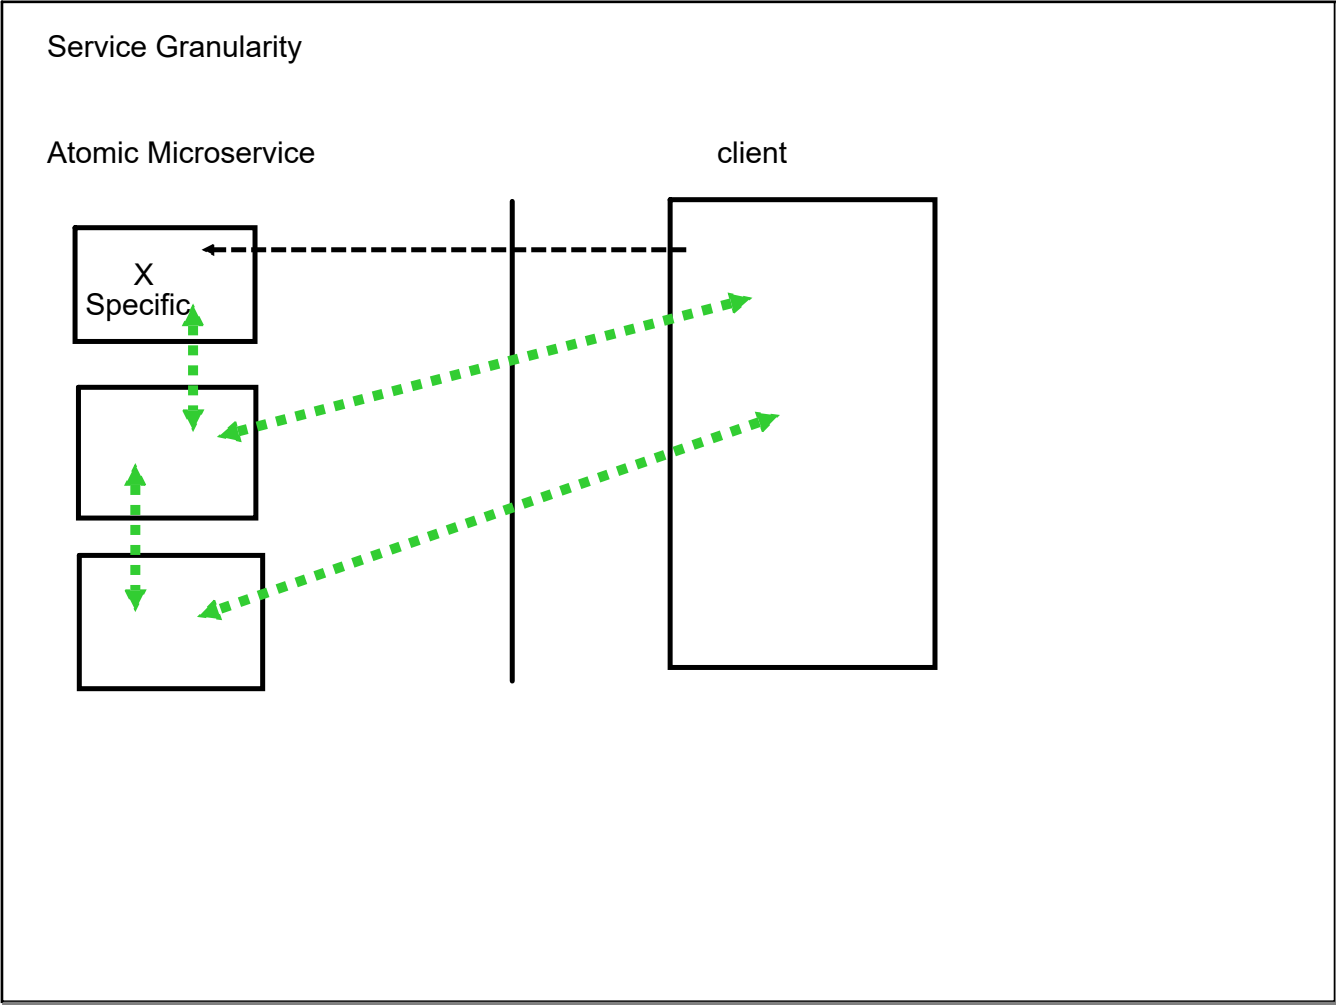 Service Granularity
Atomic Microservice
client
X
Specific